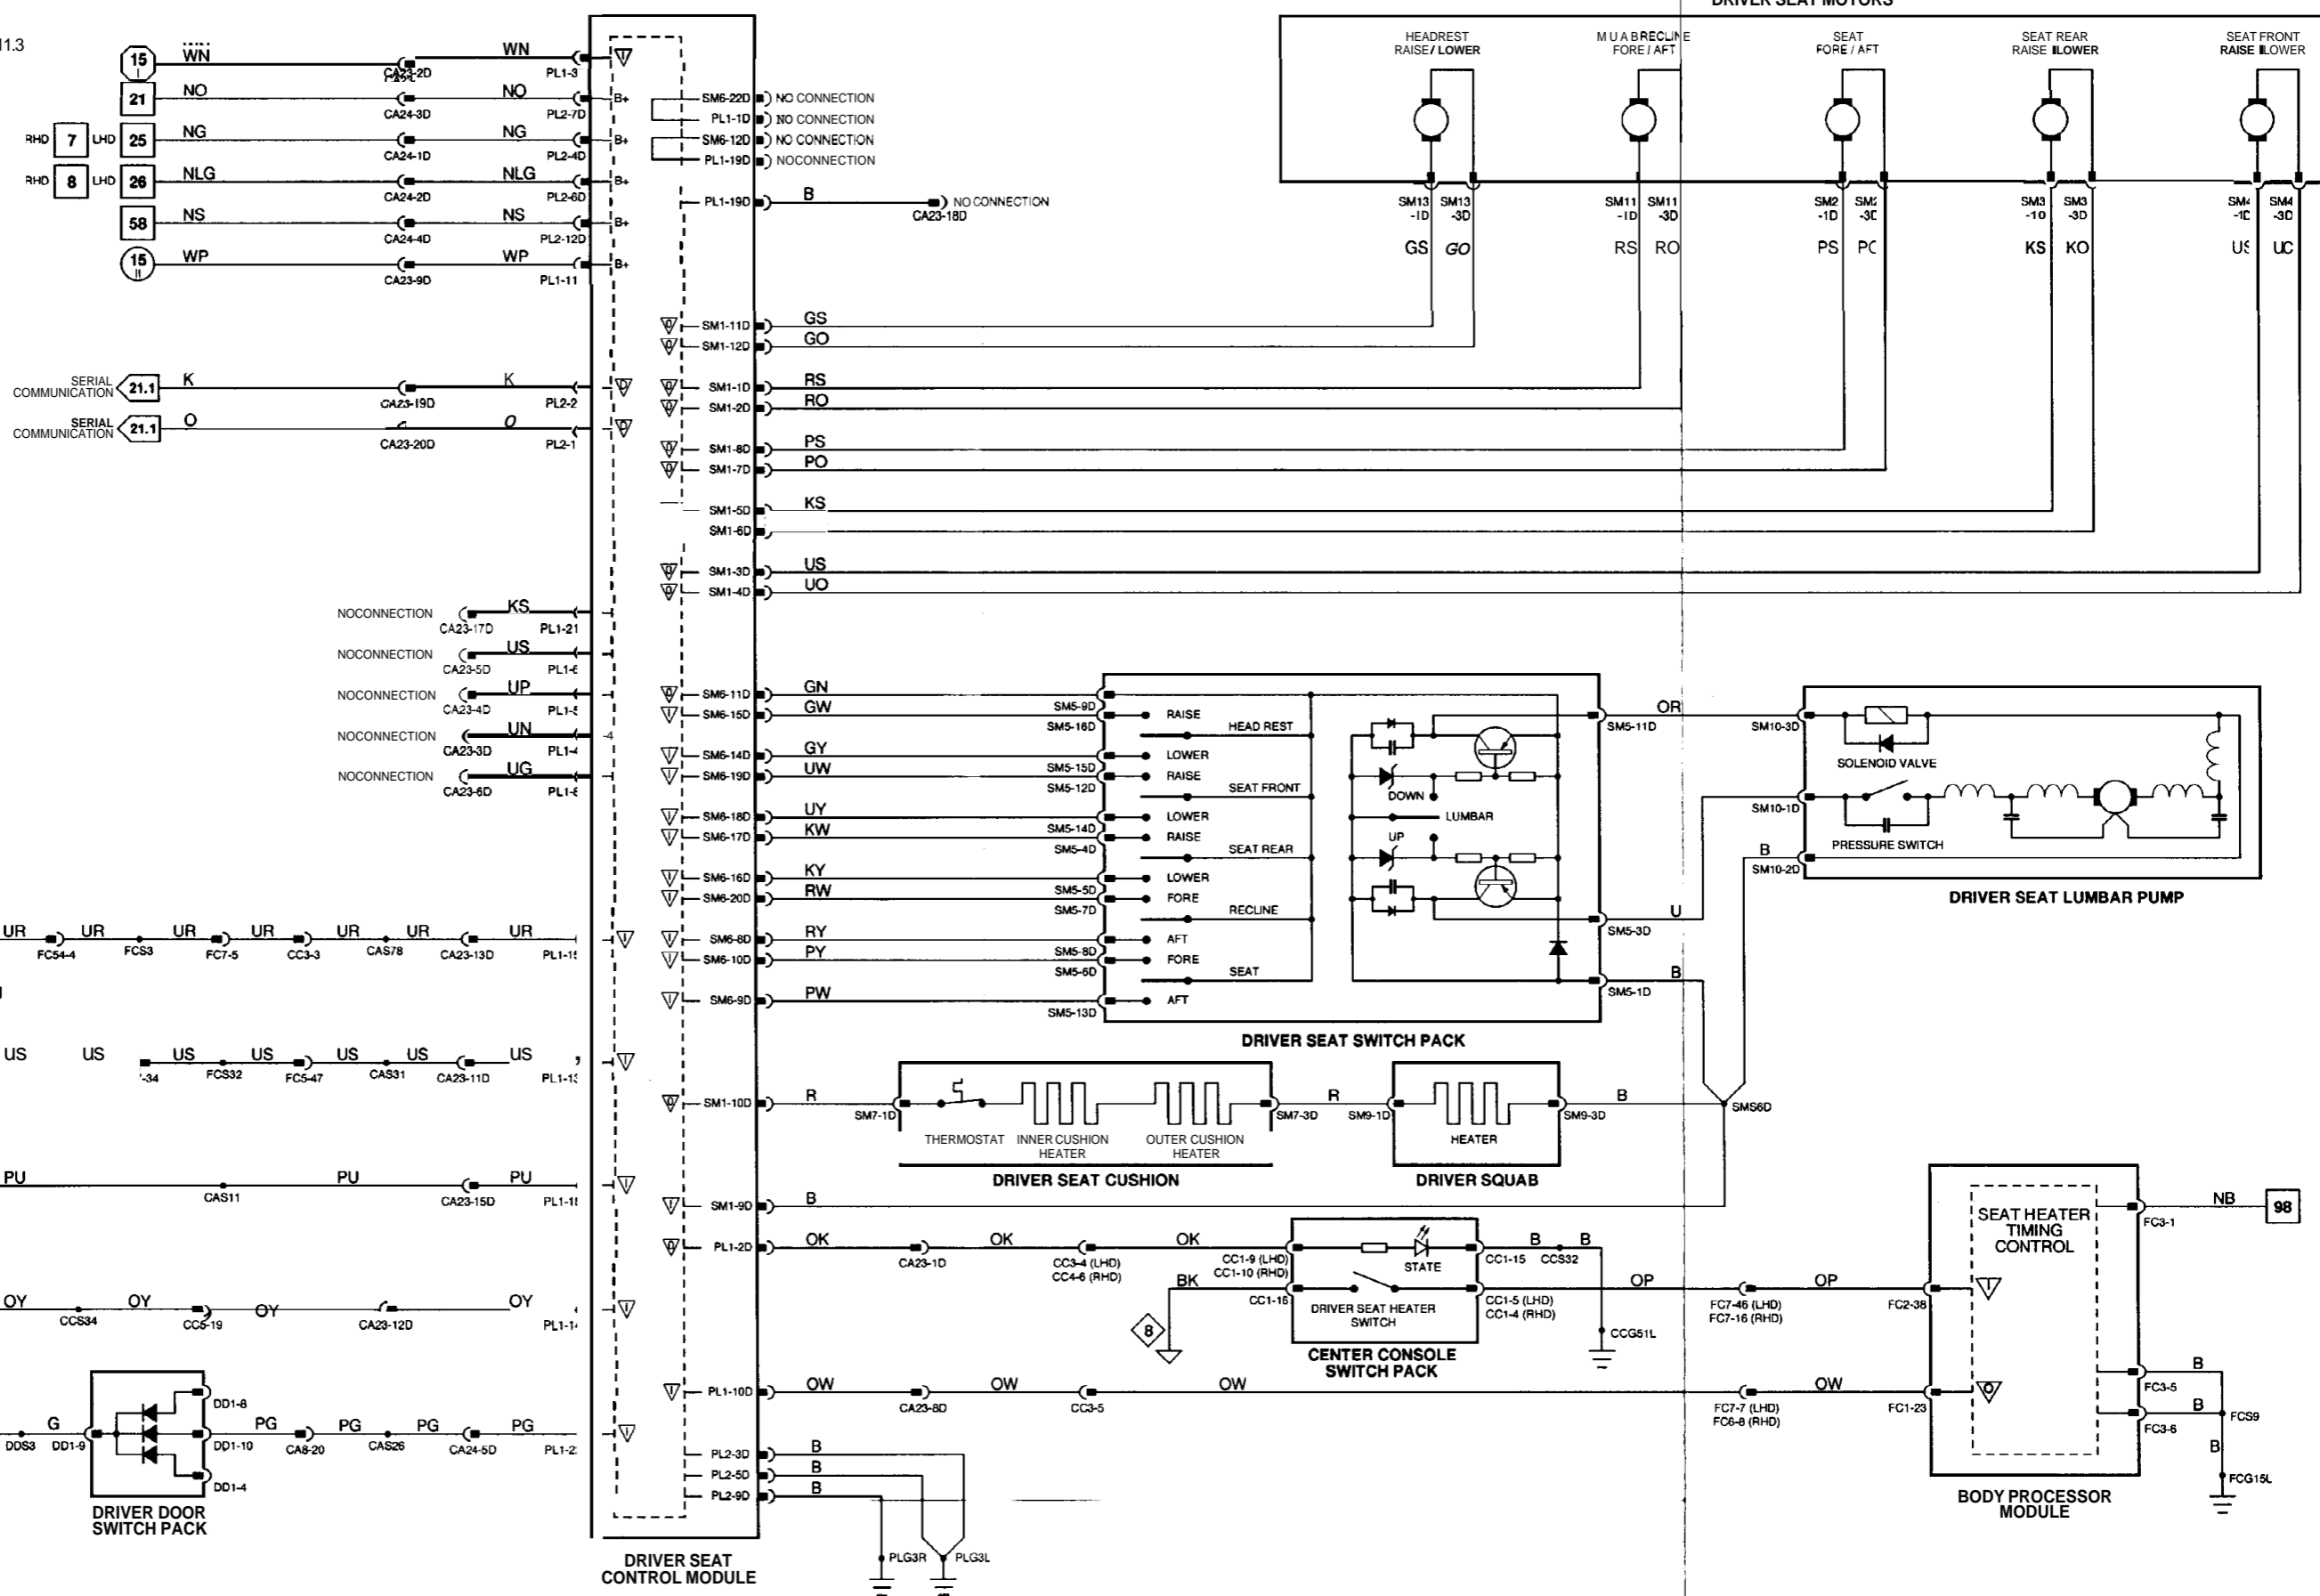 DRIVER SEAT MOTORS
11.3
15
I
WN
CA23-2D
WN
PL1-3
21
NO
CA24-3D
NO
PL2-7D
B+
RHD 7 LHD 25
NG
CA24-1D
NG
PL2-4D
B+
RHD 8 LHD 26
NLG
CA24-2D
NLG
PL2-6D
B+
58
NS
CA24-4D
NS
PL2-12D
B+
15
II
WP
CA23-9D
WP
PL1-11
B+
SERIAL
COMMUNICATION
21.1
K
CA23-19D
K
PL2-2
SERIAL
COMMUNICATION
21.1
O
CA23-20D
O
PL2-1
NOCONNECTION
CA23-17D
KS
PL1-21
NOCONNECTION
CA23-5D
US
NOCONNECTION
CA23-4D
UP
NOCONNECTION
CA23-3D
UN
PL1-4
NOCONNECTION
CA23-6D
UG
UR
FC54-4
UR
FCS3
UR
FC7-5
UR
CC3-3
UR
CAS78
UR
CA23-13D
UR
US
US
-34
US
FCS32
US
FC5-47
US
CAS31
US
CA23-11D
US
PU
CAS11
PU
CA23-15D
PU
OY
CCS34
OY
CC5-19
OY
CA23-12D
OY
DDS3
G
DD1-9
DD1-8
DD1-10
DD1-4
PG
CA8-20
PG
CAS26
PG
CA24-5D
PG
DRIVER DOOR
SWITCH PACK
SM6-22D NO CONNECTION
PL1-1D NO CONNECTION
SM6-12D NO CONNECTION
PL1-19D NOCONNECTION
PL1-19D
B
CA23-18D
NO CONNECTION
SM1-11D GS
SM1-12D GO
SM1-1D RS
SM1-2D RO
SM1-8D PS
SM1-7D PO
SM1-5D KS
SM1-6D
SM1-3D US
SM1-4D UO
SM6-11D GN SM5-9D
SM6-15D GW SM5-16D
SM6-14D GY SM5-15D
SM6-19D UW SM5-12D
SM6-18D UY SM5-14D
SM6-17D KW SM5-4D
SM6-16D KY SM5-5D
SM6-20D RW SM5-7D
SM6-8D RY SM5-8D
SM6-10D PY SM5-6D
SM6-9D PW SM5-13D
SM1-10D R SM7-1D
SM1-9D B
PL1-2D OK CA23-1D OK
CC3-4 (LHD)
CC4-6 (RHD)
OK
CC1-9 (LHD)
CC1-10 (RHD)
PL1-10D OW CA23-8D OW CC3-5 OW
PL2-3D B
PL2-5D B
PL2-9D B
PLG3R
PLG3L
DRIVER SEAT
CONTROL MODULE
HEADREST
RAISE / LOWER
SM13
-1D
SM13
-3D
GS GO
RECLINE
FORE / AFT
SM11
-1D
SM11
-3D
RS RO
SEAT
FORE / AFT
SM2
-1D
SM2
-3D
PS
SEAT REAR
RAISE LOWER
SM3
-10
SM3
-3D
KS KO
SEAT FRONT
RAISE LOWER
SM4
-1D
SM4
-3D
RAISE
HEAD REST
LOWER
RAISE
SEAT FRONT
LOWER
RAISE
SEAT REAR
LOWER
FORE
RECLINE
AFT
FORE
SEAT
AFT
DOWN
LUMBAR
UP
SM5-11D
OR
SM10-3D
SM5-3D
U
SM10-1D
SM5-1D
B
B
SM10-2D
DRIVER SEAT SWITCH PACK
SOLENOID VALVE
PRESSURE SWITCH
DRIVER SEAT LUMBAR PUMP
THERMOSTAT
INNER CUSHION
HEATER
OUTER CUSHION
HEATER
DRIVER SEAT CUSHION
SM7-3D
R
SM9-1D
HEATER
DRIVER SQUAB
SM9-3D
B
SMS6D
STATE
CC1-15
B
CCS32
B
BK
CC1-16
8
DRIVER SEAT HEATER
SWITCH
CC1-5 (LHD)
CC1-4 (RHD)
CCG51L
CENTER CONSOLE
SWITCH PACK
OP
FC7-46 (LHD)
FC7-16 (RHD)
OP
FC2-38
FC7-7 (LHD)
FC6-8 (RHD)
OW
FC1-23
SEAT HEATER
TIMING
CONTROL
FC3-1
NB
98
FC3-5
B
FC3-6
B
FCS9
B
FCG15L
BODY PROCESSOR
MODULE